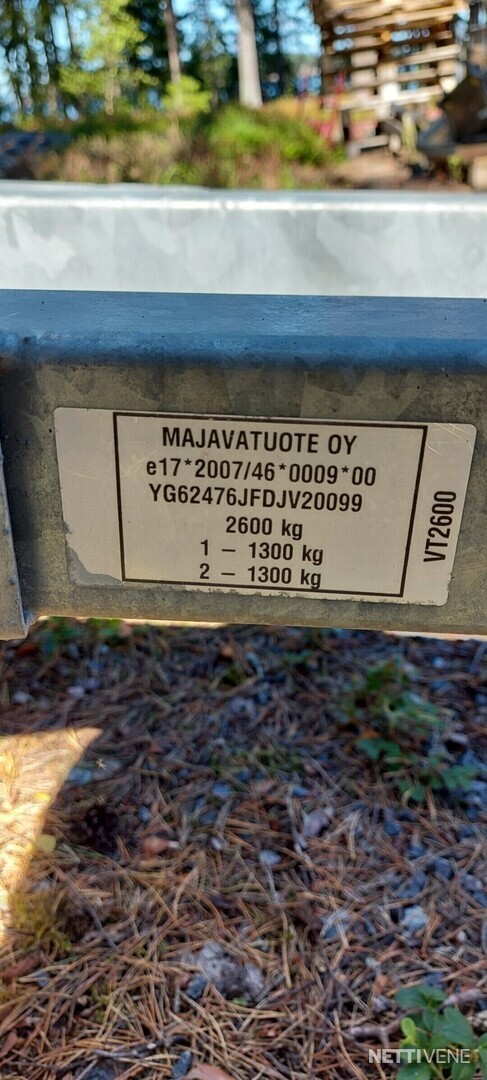 MAJAVATUOTE OY
e17*2007/46*0009*00
YG62476JFDJV20099
2600 kg
1 – 1300 kg
2 – 1300 kg
VT2600
NETTIVENE